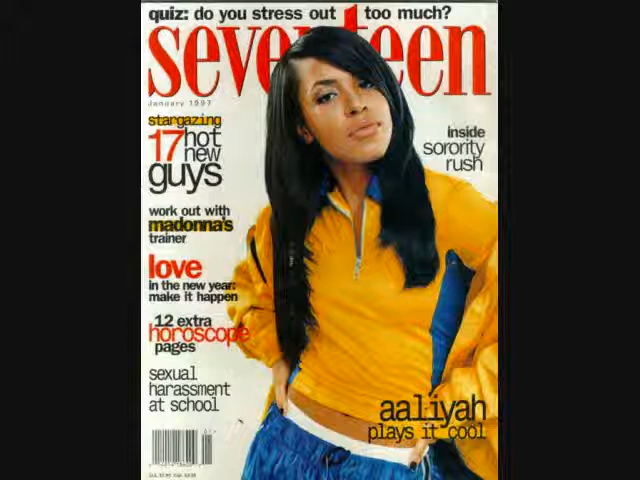 quiz: do you stress out too much?
seventeen
January 1997
stargazing
17 hot
new
guys
inside
sorority
rush
work out with
madonna's
trainer
love
in the new year:
make it happen
12 extra
horoscope
pages
sexual
harassment
at school
aaliyah
plays it cool